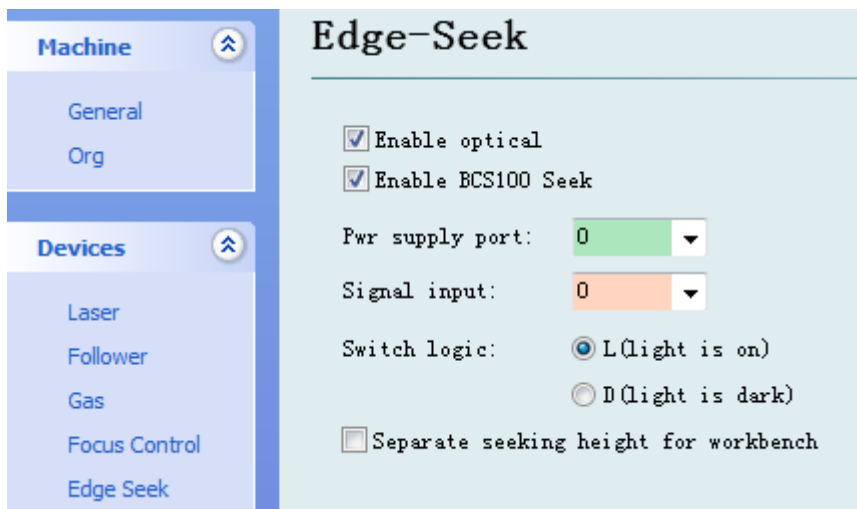 Machine
General
Org
Devices
Laser
Follower
Gas
Focus Control
Edge Seek
Edge-Seek
Enable optical
Enable BCS100 Seek
Pwr supply port: 0
Signal input: 0
Switch logic: L(light is on)
D(light is dark)
Separate seeking height for workbench